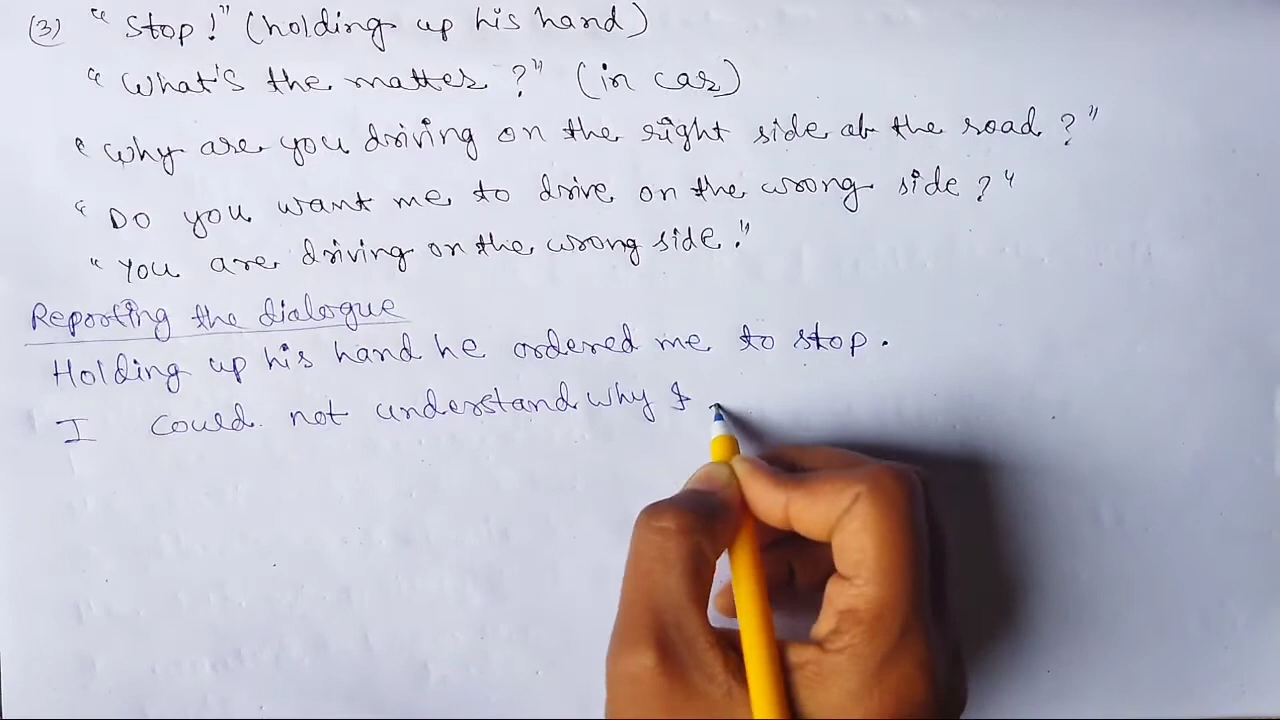 (3) "Stop!" (holding up his hand)
"What's the matter?" (in car)
"Why are you driving on the right side of the road?"
"Do you want me to drive on the wrong side?"
"You are driving on the wrong side."
Reporting the dialogue
Holding up his hand he ordered me to stop.
I could not understand why I